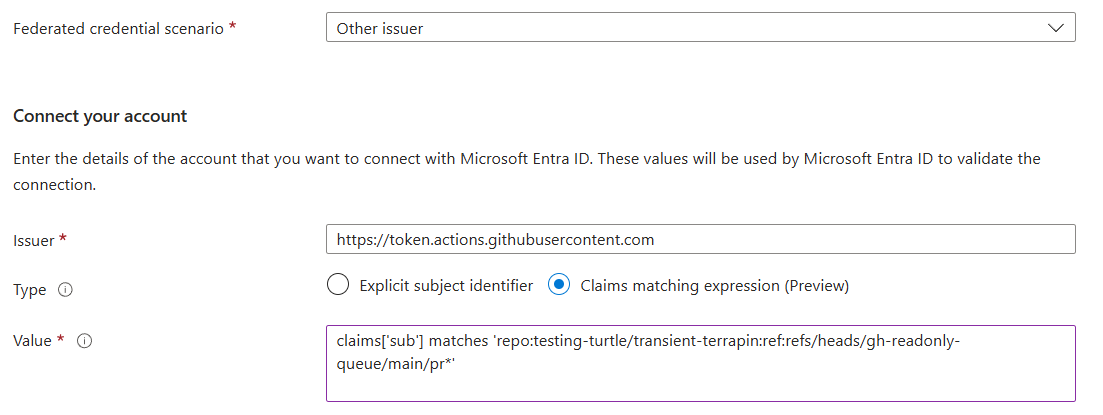 Federated credential scenario *
Other issuer
Connect your account
Enter the details of the account that you want to connect with Microsoft Entra ID. These values will be used by Microsoft Entra ID to validate the
connection.
Issuer *
https://token.actions.githubusercontent.com
Type
Explicit subject identifier
Claims matching expression (Preview)
Value *
claims['sub'] matches 'repo:testing-turtle/transient-terrapin:ref:refs/heads/gh-readonly-
queue/main/pr*'